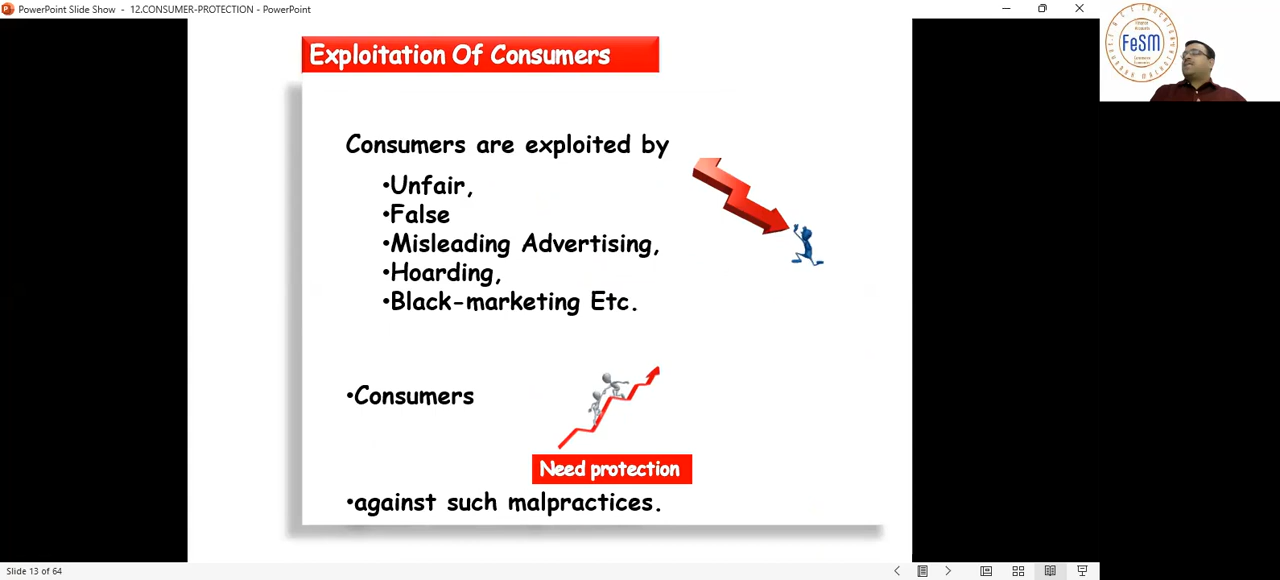 PowerPoint Slide Show - 12.CONSUMER-PROTECTION - PowerPoint
FeSM
Exploitation Of Consumers
Consumers are exploited by
•Unfair,
•False
•Misleading Advertising,
•Hoarding,
•Black-marketing Etc.
•Consumers
Need protection
•against such malpractices.
Slide 13 of 64